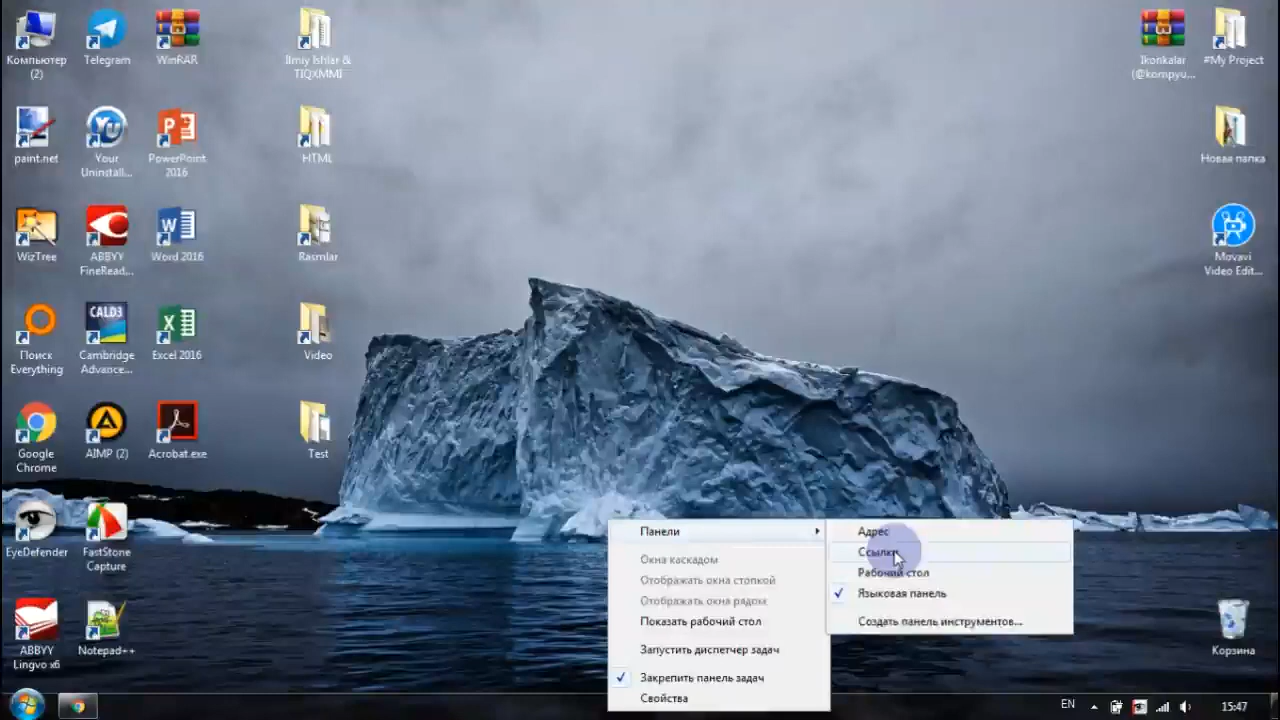 Компьютер
(2)
Telegram
WinRAR
Ilmiy Ishlar &
TIQXMMI
Ikonkalar
(@kompyu...
#My Project
paint.net
Your
Uninstall...
PowerPoint
2016
HTML
Новая папка
WizTree
ABBYY
FineRead...
Word 2016
Rasmlar
Movavi
Video Edit...
CALD3
Поиск
Everything
Cambridge
Advance...
Excel 2016
Video
Google
Chrome
AIMP (2)
Acrobat.exe
Test
EyeDefender
FastStone
Capture
ABBYY
Lingvo x6
Notepad++
Корзина
Панели
Окна каскадом
Отображать окна стопкой
Отображать окна рядом
Показать рабочий стол
Запустить диспетчер задач
Закрепить панель задач
Свойства
Адрес
Ссылки
Рабочий стол
Языковая панель
Создать панель инструментов...
EN
15:47